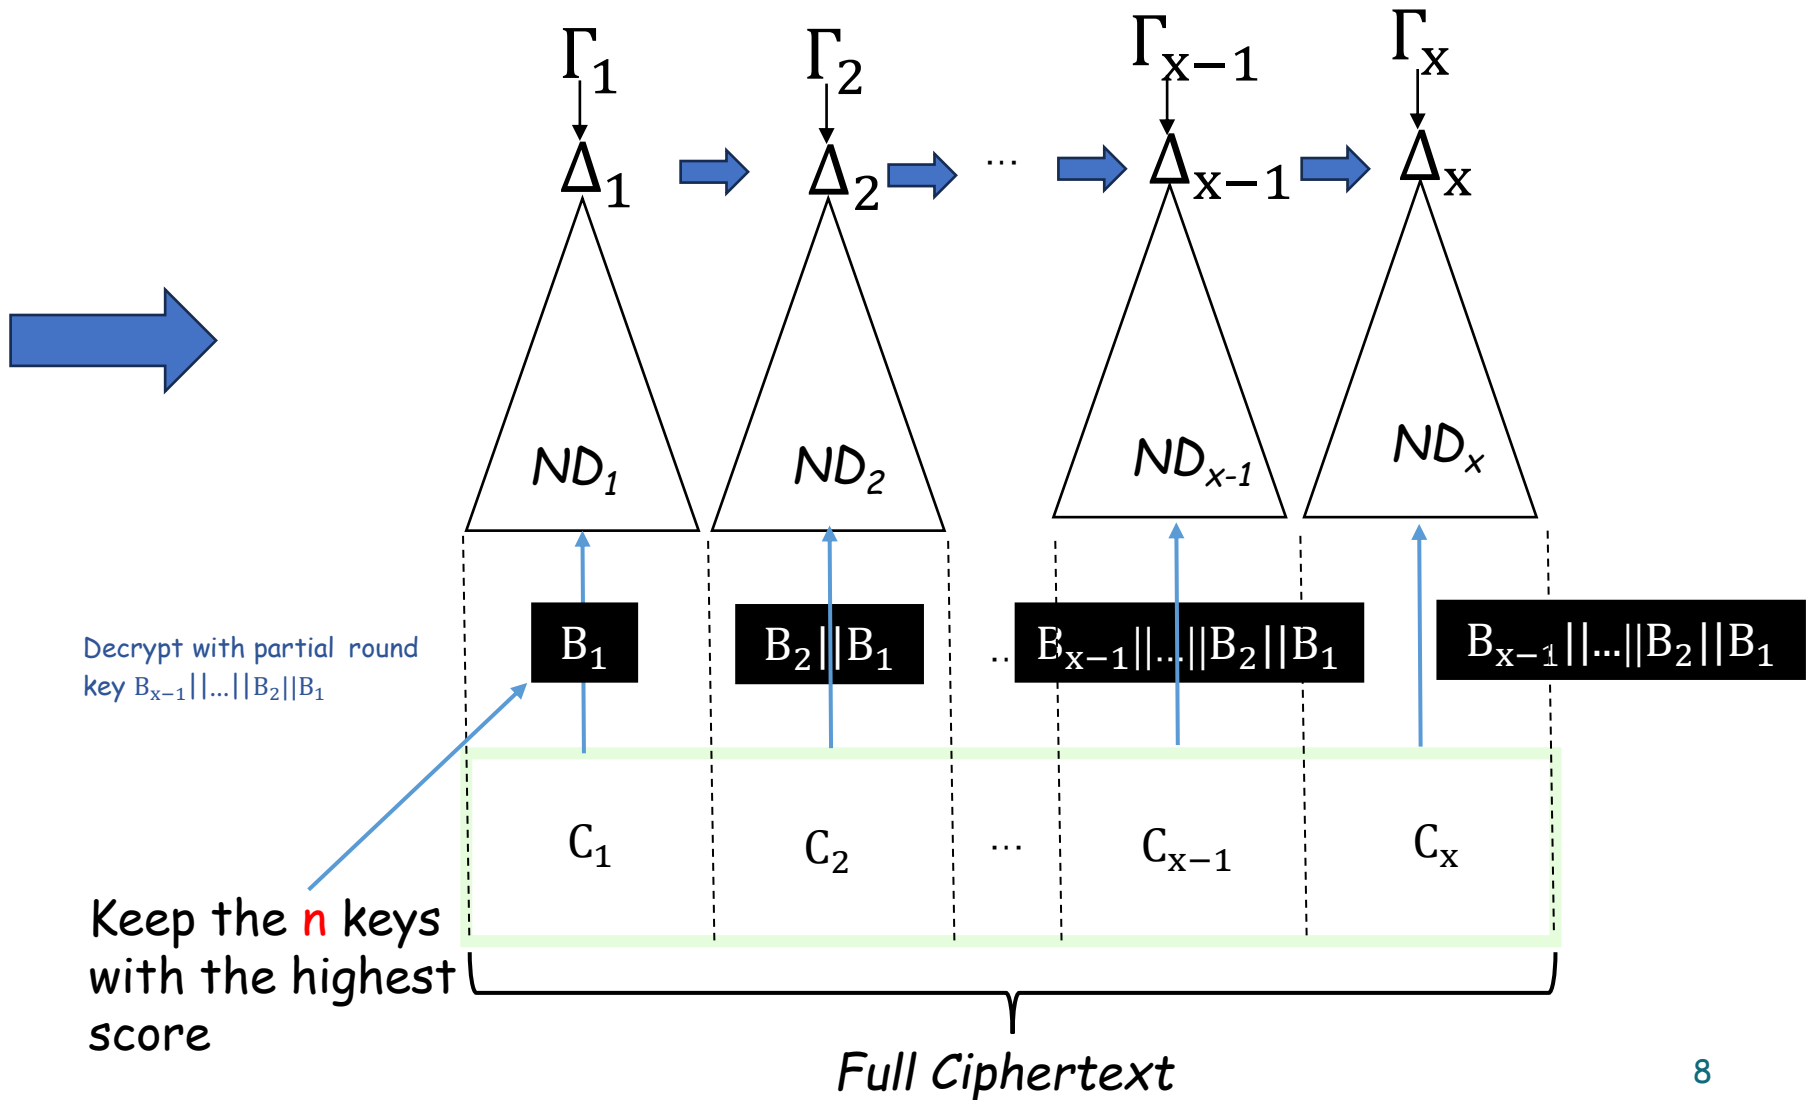 Γ₁ Γ₂ Γₓ₋₁ Γₓ
Δ₁ Δ₂ ... Δₓ₋₁ Δₓ
ND₁ ND₂ NDₓ₋₁ NDₓ
Decrypt with partial round
key Bₓ₋₁||...||B₂||B₁
B₁ B₂||B₁ .. Bₓ₋₁||...||B₂||B₁ Bₓ₋₁||...||B₂||B₁
C₁ C₂ ... Cₓ₋₁ Cₓ
Keep the n keys
with the highest
score
Full Ciphertext
8